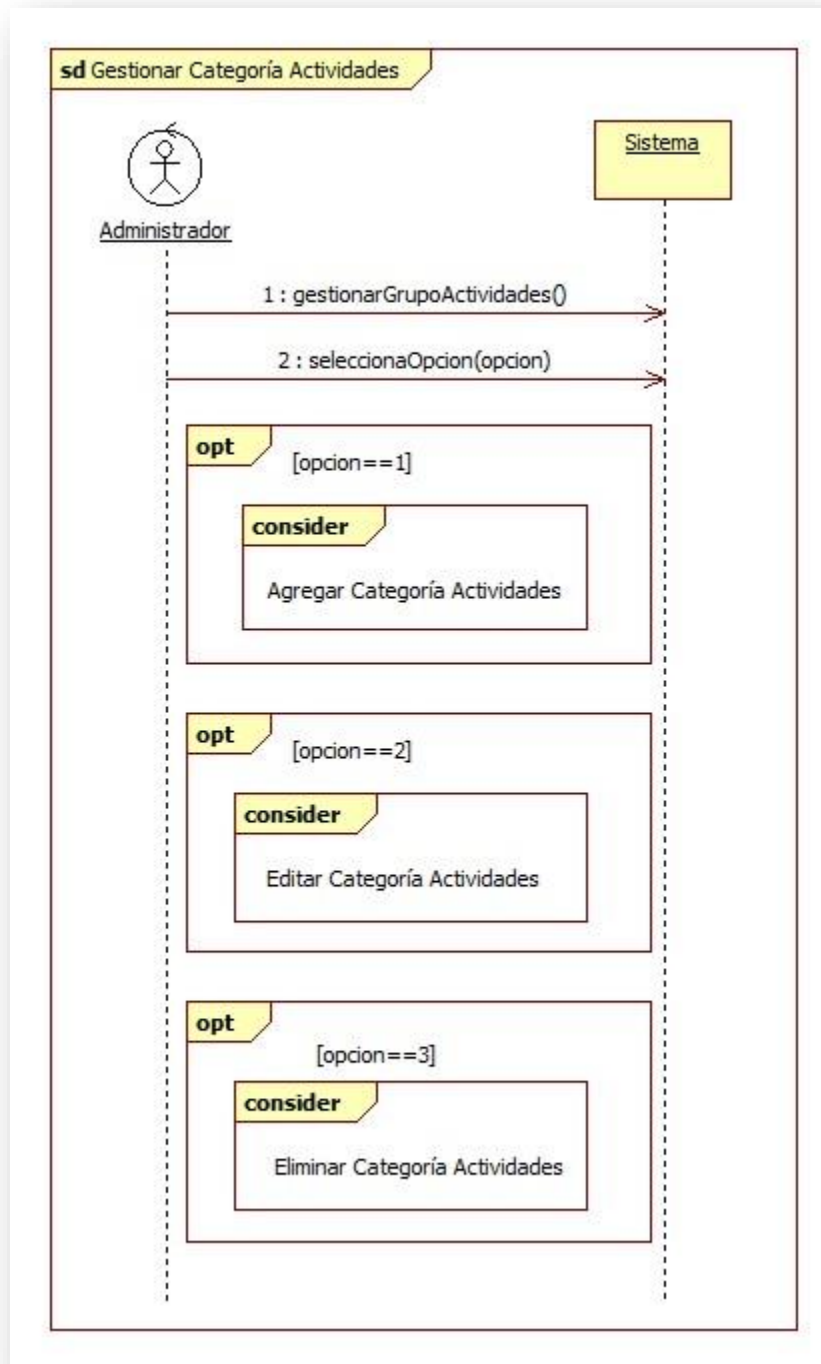 sd Gestionar Categoría Actividades
Sistema
Administrador
1 : gestionarGrupoActividades()
2 : seleccionaOpcion(opcion)
opt
[opcion==1]
consider
Agregar Categoría Actividades
opt
[opcion==2]
consider
Editar Categoría Actividades
opt
[opcion==3]
consider
Eliminar Categoría Actividades